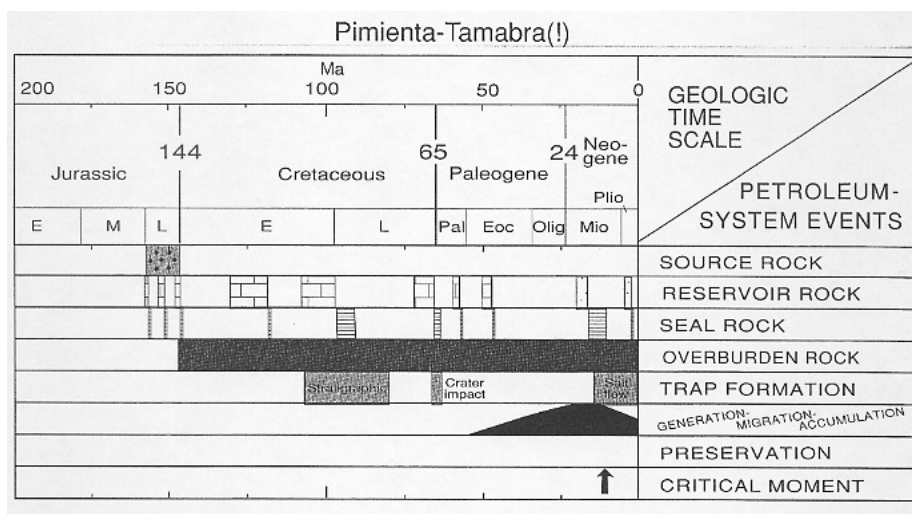 Pimienta-Tamabra(!)
Ma
200 150 100 50 0
GEOLOGIC
TIME
SCALE
144 65 24 Neo-
gene
Jurassic Cretaceous Paleogene
Plio
PETROLEUM-
SYSTEM EVENTS
E M L E L Pal Eoc Olig Mio
SOURCE ROCK
RESERVOIR ROCK
SEAL ROCK
OVERBURDEN ROCK
Stratigraphic Crater
impact Salt
flow TRAP FORMATION
GENERATION-
MIGRATION-
ACCUMULATION
PRESERVATION
CRITICAL MOMENT